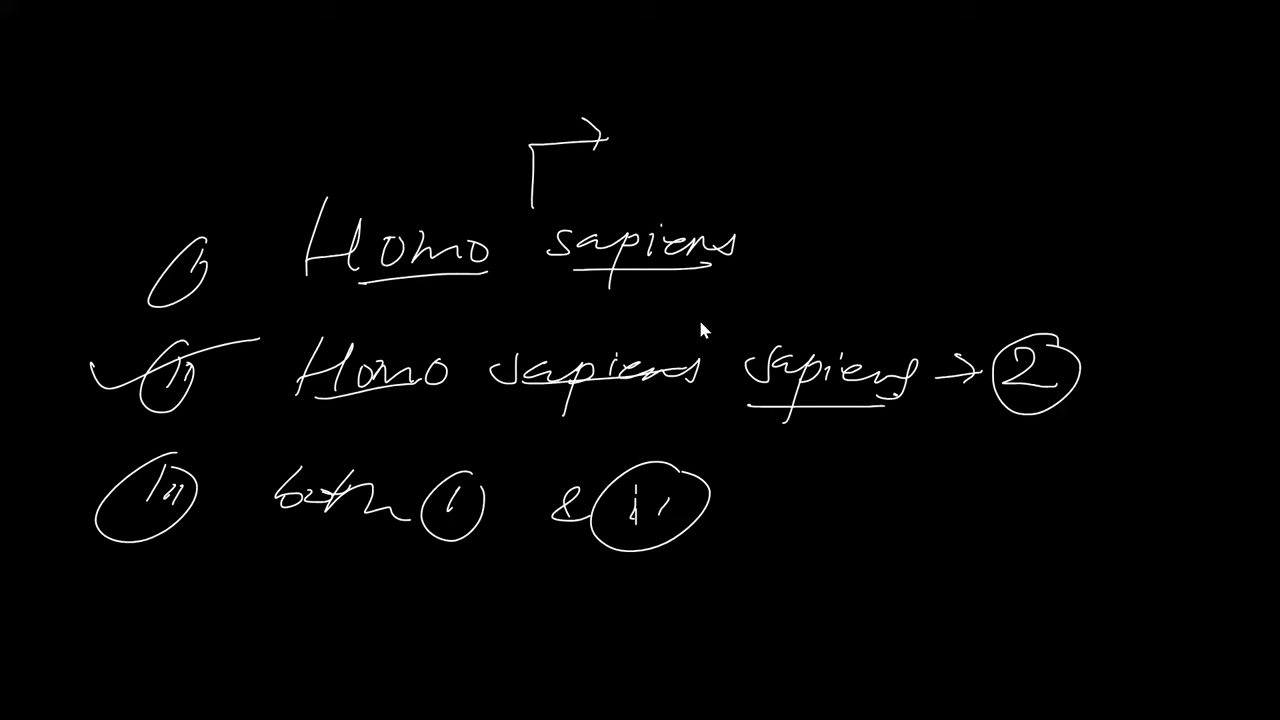 (i) Homo sapiens
(ii) Homo sapiens sapiens → 2
(iii) both (i) & (ii)